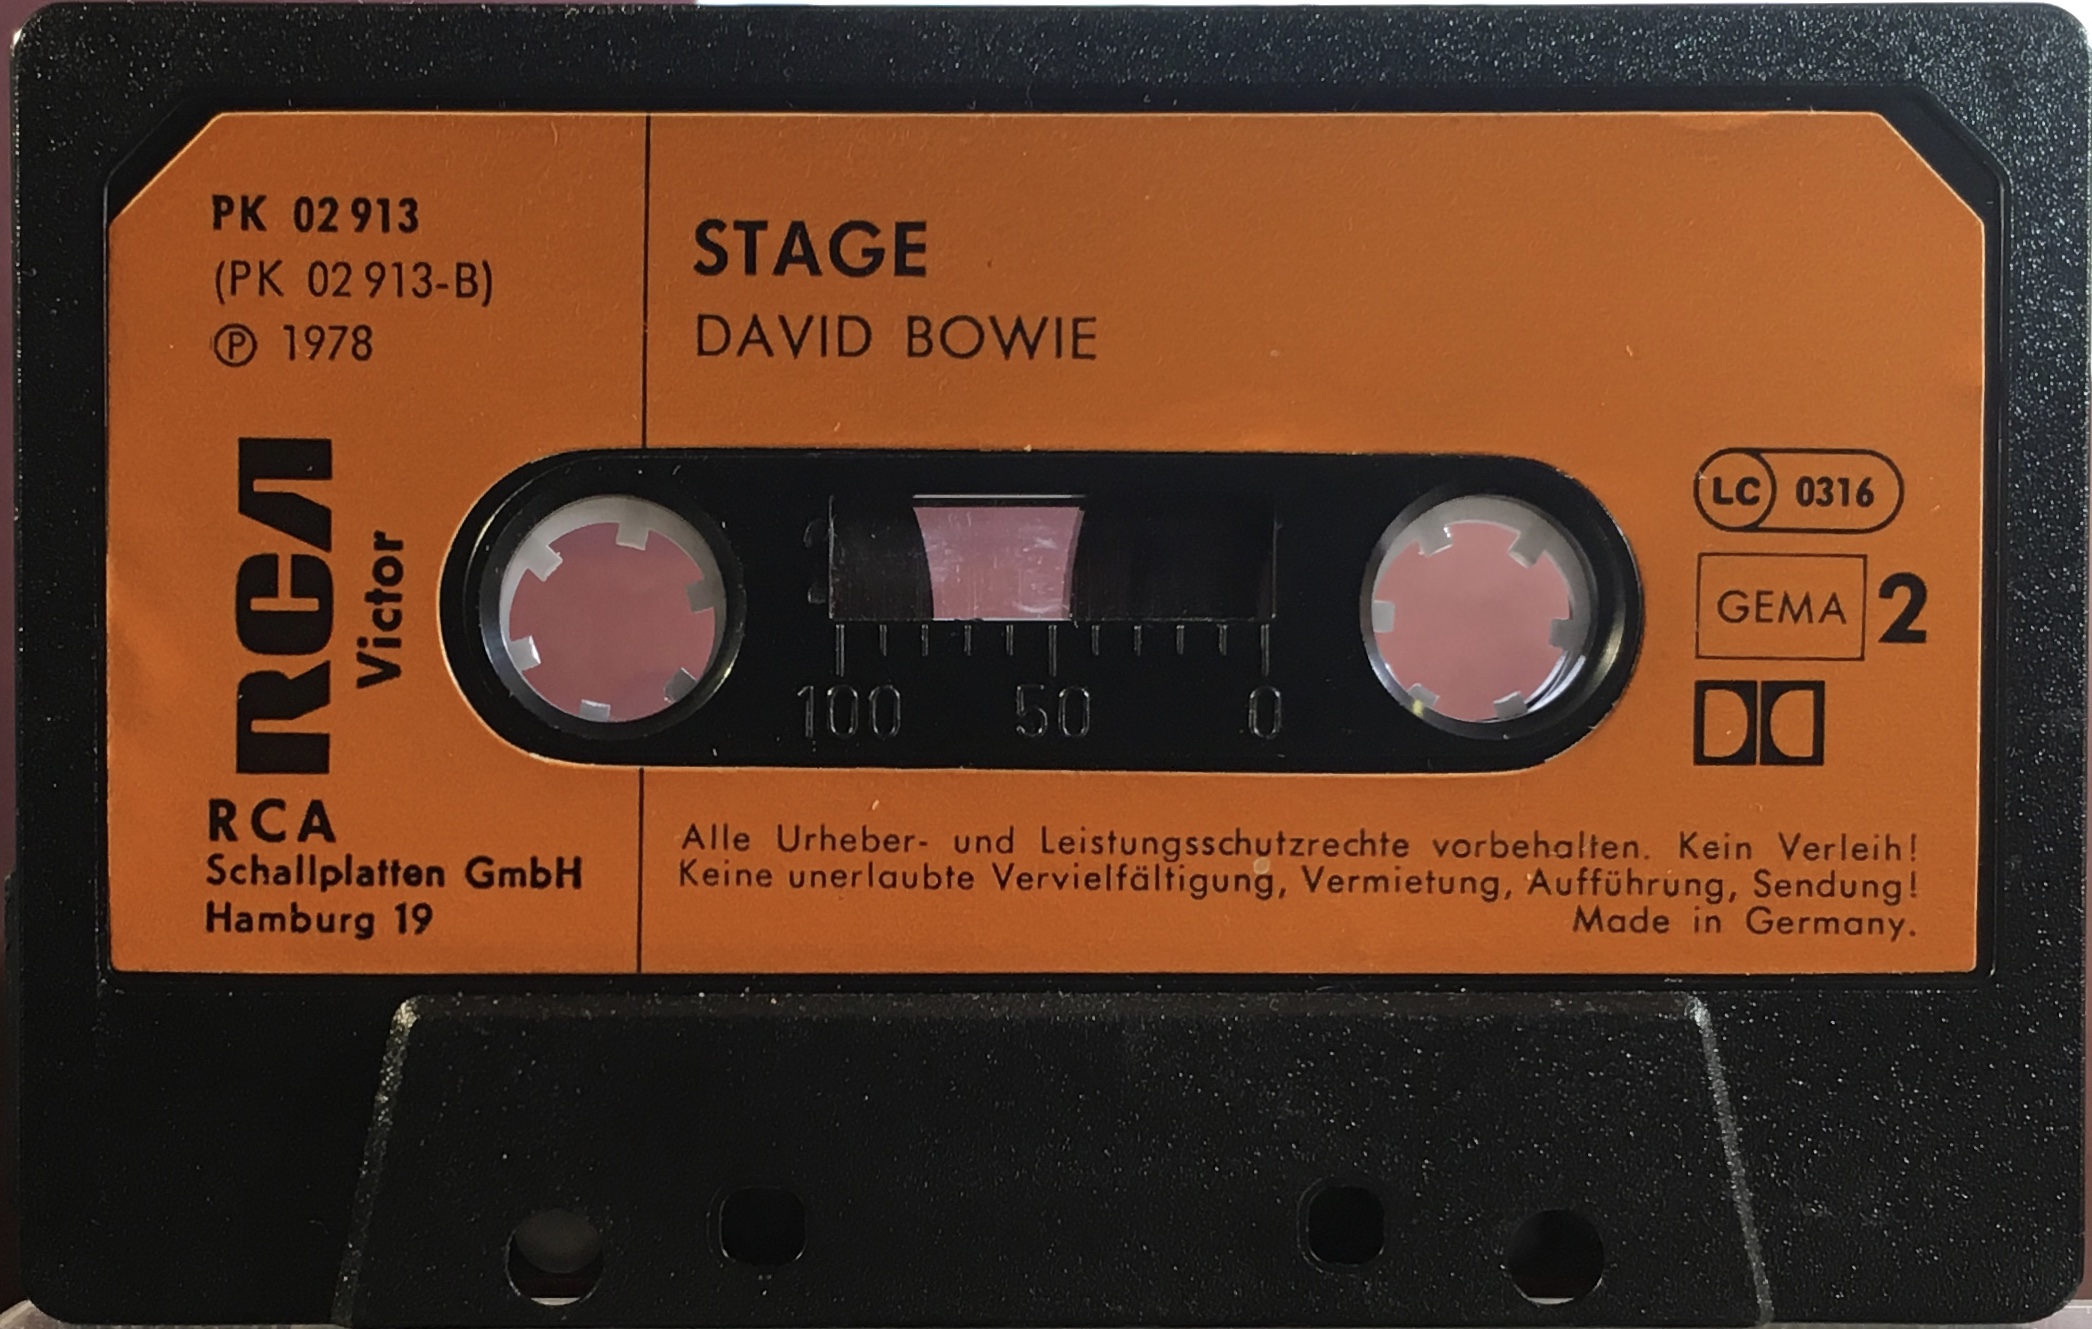 PK 02 913
(PK 02 913-B)
Ⓟ 1978
STAGE
DAVID BOWIE
RCA
Victor
LC 0316
GEMA
2
100 50 0
RCA
Schallplatten GmbH
Hamburg 19
Alle Urheber- und Leistungsschutzrechte vorbehalten. Kein Verleih!
Keine unerlaubte Vervielfältigung, Vermietung, Aufführung, Sendung!
Made in Germany.